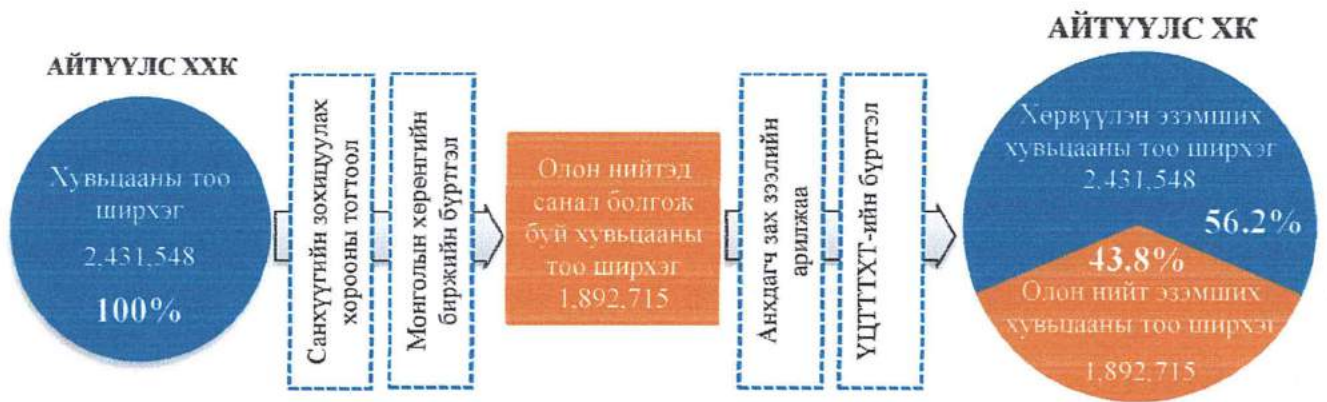 АЙТҮҮЛС ХХК
Хувьцааны тоо
ширхэг
2,431,548
100%
Санхүүгийн зохицуулах
хорооны тогтоол
Монголын хөрөнгийн
биржийн бүртгэл
Олон нийтэд
санал болгож
буй хувьцааны
тоо ширхэг
1,892,715
Анхдагч зах зээлийн
арилжаа
ҮЦТТТХТ-ийн бүртгэл
АЙТҮҮЛС ХК
Хөрвүүлэн эзэмших
хувьцааны тоо ширхэг
2,431,548
56.2%
43.8%
Олон нийт эзэмших
хувьцааны тоо ширхэг
1,892,715